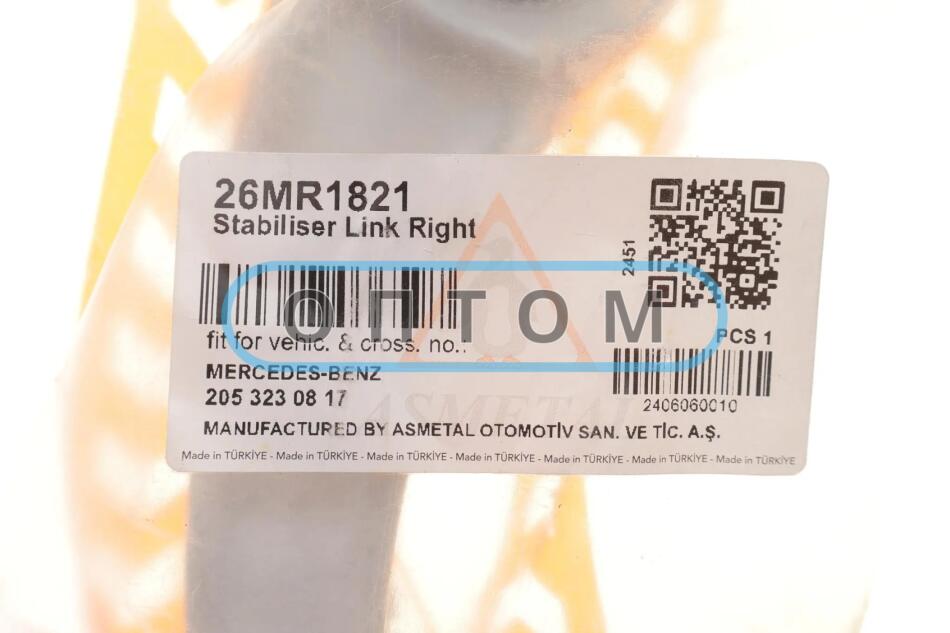 26MR1821
Stabiliser Link Right
2451
ОПТОМ
fit for vehic. & cross. no.:
PCS 1
MERCEDES-BENZ
205 323 08 17
2406060010
ASMETAL
MANUFACTURED BY ASMETAL OTOMOTİV SAN. VE TİC. A.Ş.
Made in TÜRKİYE - Made in TÜRKİYE - Made in TÜRKİYE - Made in TÜRKİYE - Made in TÜRKİYE - Made in TÜRKİYE - Made in TÜRKİYE